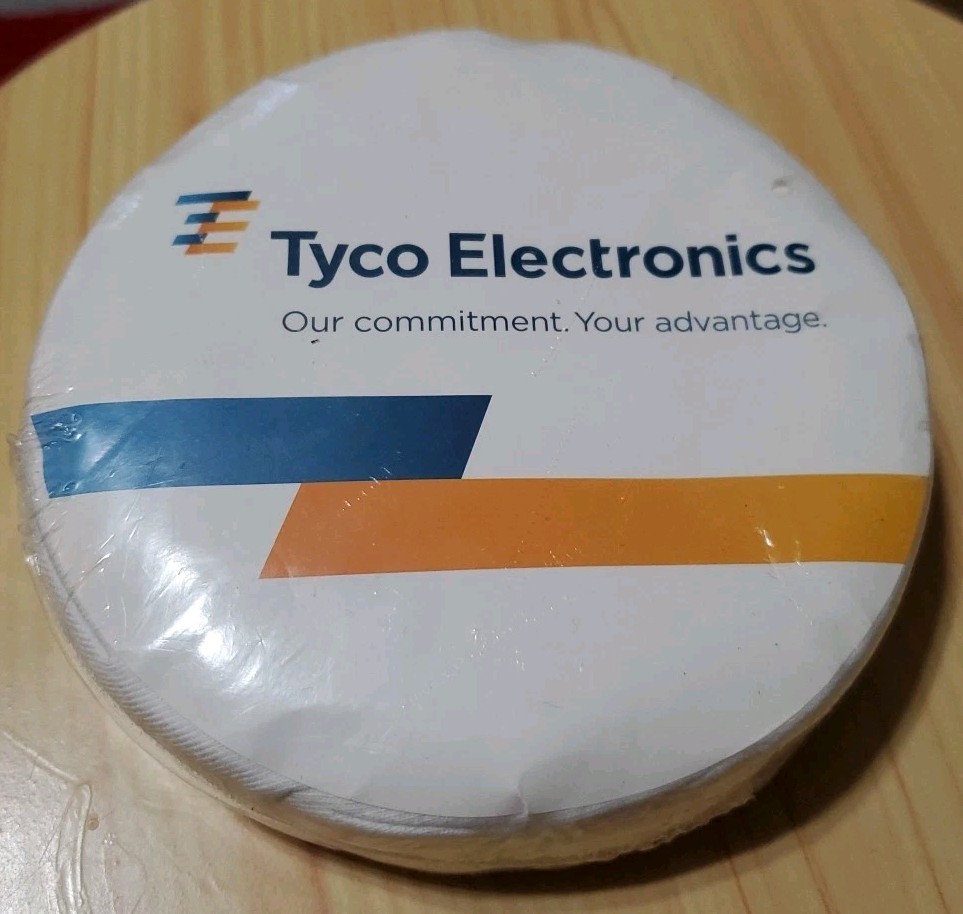 Tyco Electronics
Our commitment. Your advantage.